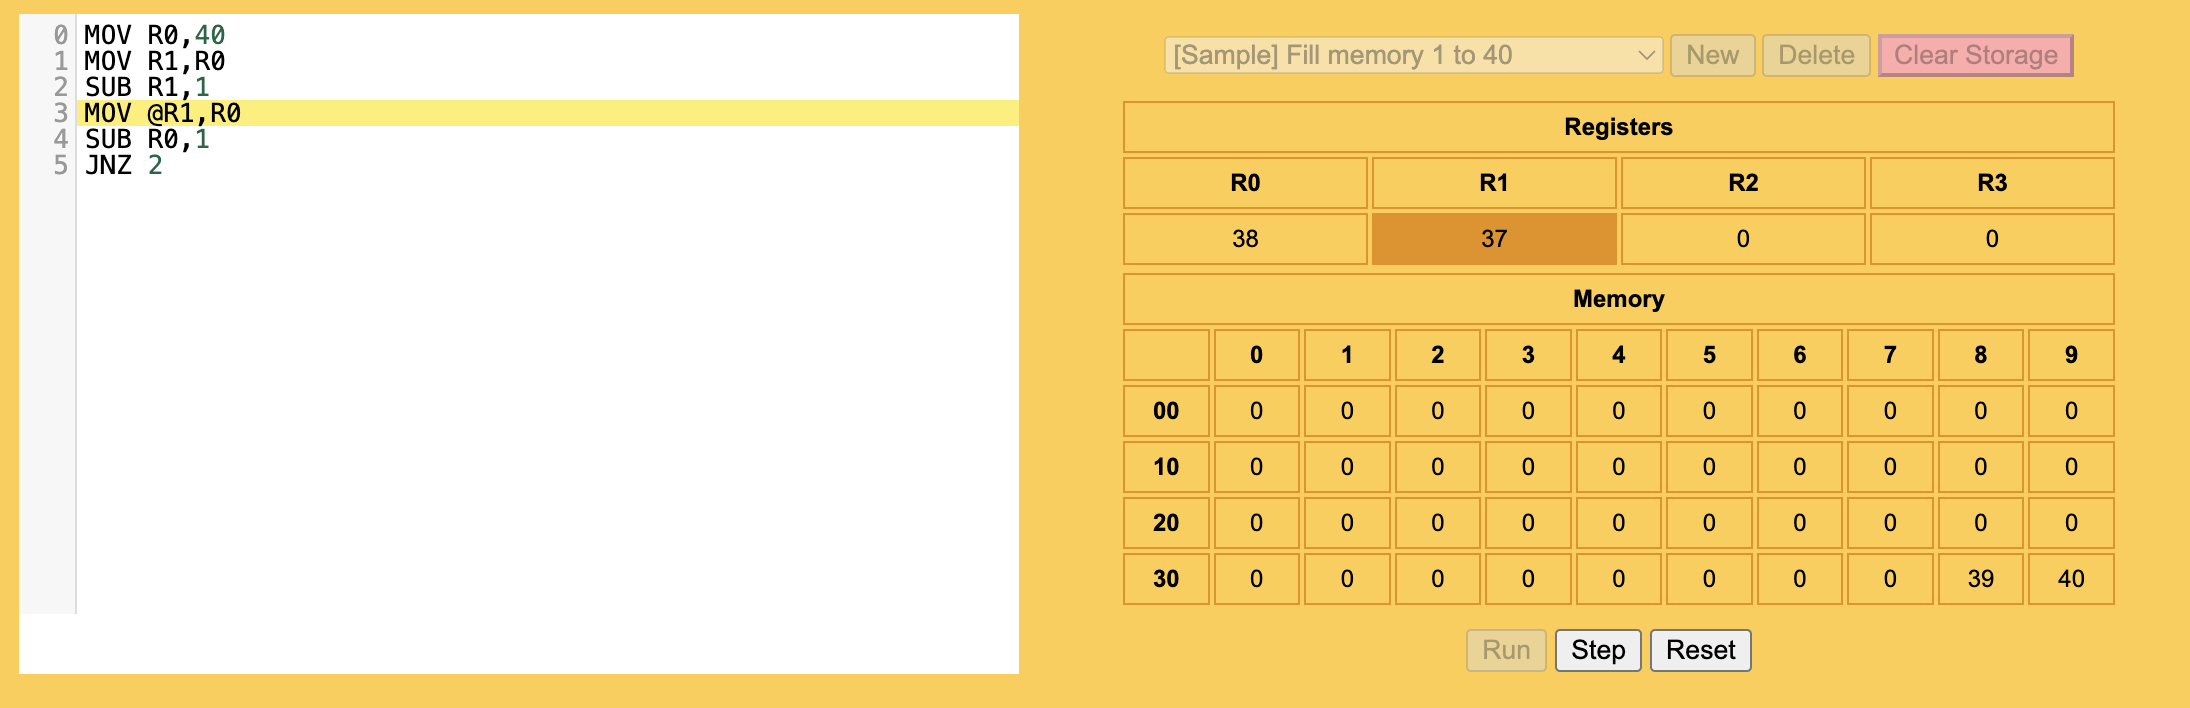 0 MOV R0,40
1 MOV R1,R0
2 SUB R1,1
3 MOV @R1,R0
4 SUB R0,1
5 JNZ 2
[Sample] Fill memory 1 to 40 New Delete Clear Storage
Registers
R0 R1 R2 R3
38 37 0 0
Memory
0 1 2 3 4 5 6 7 8 9
00 0 0 0 0 0 0 0 0 0 0
10 0 0 0 0 0 0 0 0 0 0
20 0 0 0 0 0 0 0 0 0 0
30 0 0 0 0 0 0 0 0 39 40
Run Step Reset